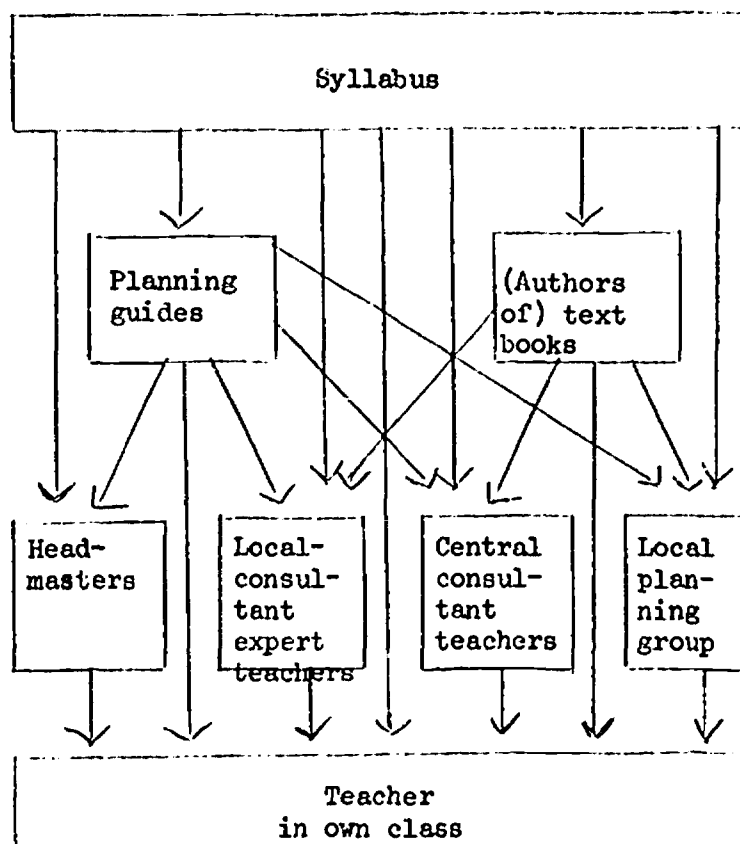 Syllabus
Planning
guides
(Authors
of) text
books
Head-
masters
Local-
consul-
tant
expert
teachers
Central
consul-
tant
teachers
Local
plan-
ning
group
Teacher
in own class